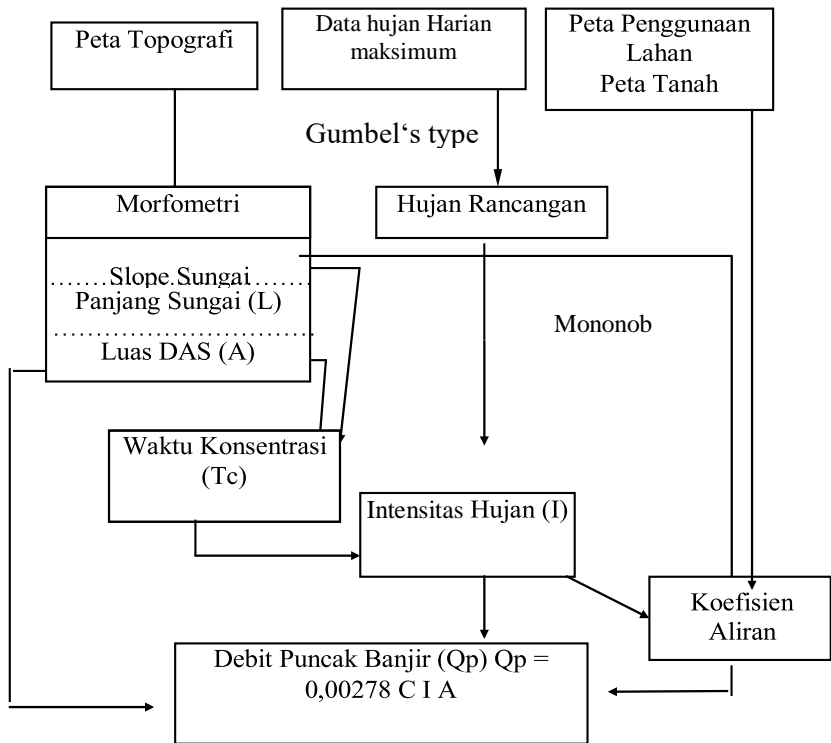 Peta Topografi
Data hujan Harian
maksimum
Peta Penggunaan
Lahan
Peta Tanah
Gumbel‘s type
Morfometri
Hujan Rancangan
Slope Sungai
Panjang Sungai (L)
Luas DAS (A)
Mononob
Waktu Konsentrasi
(Tc)
Intensitas Hujan (I)
Koefisien
Aliran
Debit Puncak Banjir (Qp) Qp =
0,00278 C I A